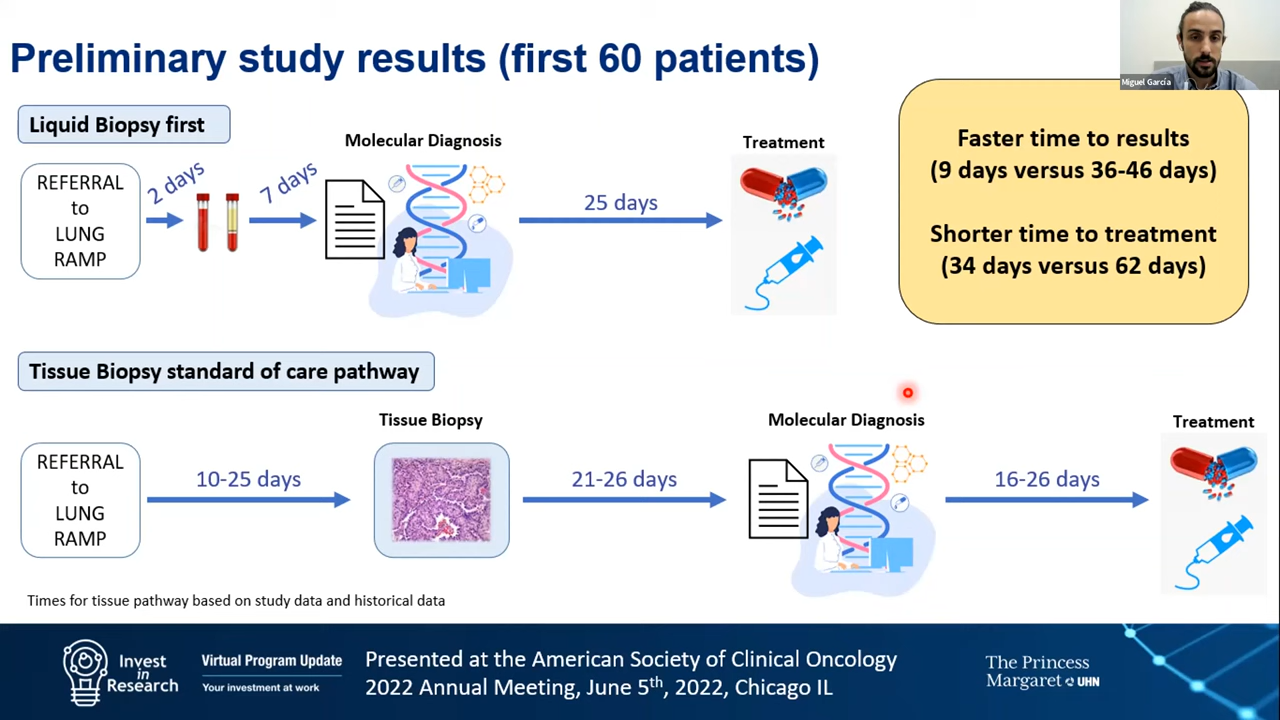 Preliminary study results (first 60 patients)
Miguel García
Liquid Biopsy first
REFERRAL
to
LUNG
RAMP
2 days
7 days
Molecular Diagnosis
25 days
Treatment
Faster time to results
(9 days versus 36-46 days)
Shorter time to treatment
(34 days versus 62 days)
Tissue Biopsy standard of care pathway
REFERRAL
to
LUNG
RAMP
10-25 days
Tissue Biopsy
21-26 days
Molecular Diagnosis
16-26 days
Treatment
Times for tissue pathway based on study data and historical data
Invest
in
Research
Virtual Program Update
Your investment at work
Presented at the American Society of Clinical Oncology
2022 Annual Meeting, June 5th, 2022, Chicago IL
The Princess
Margaret UHN